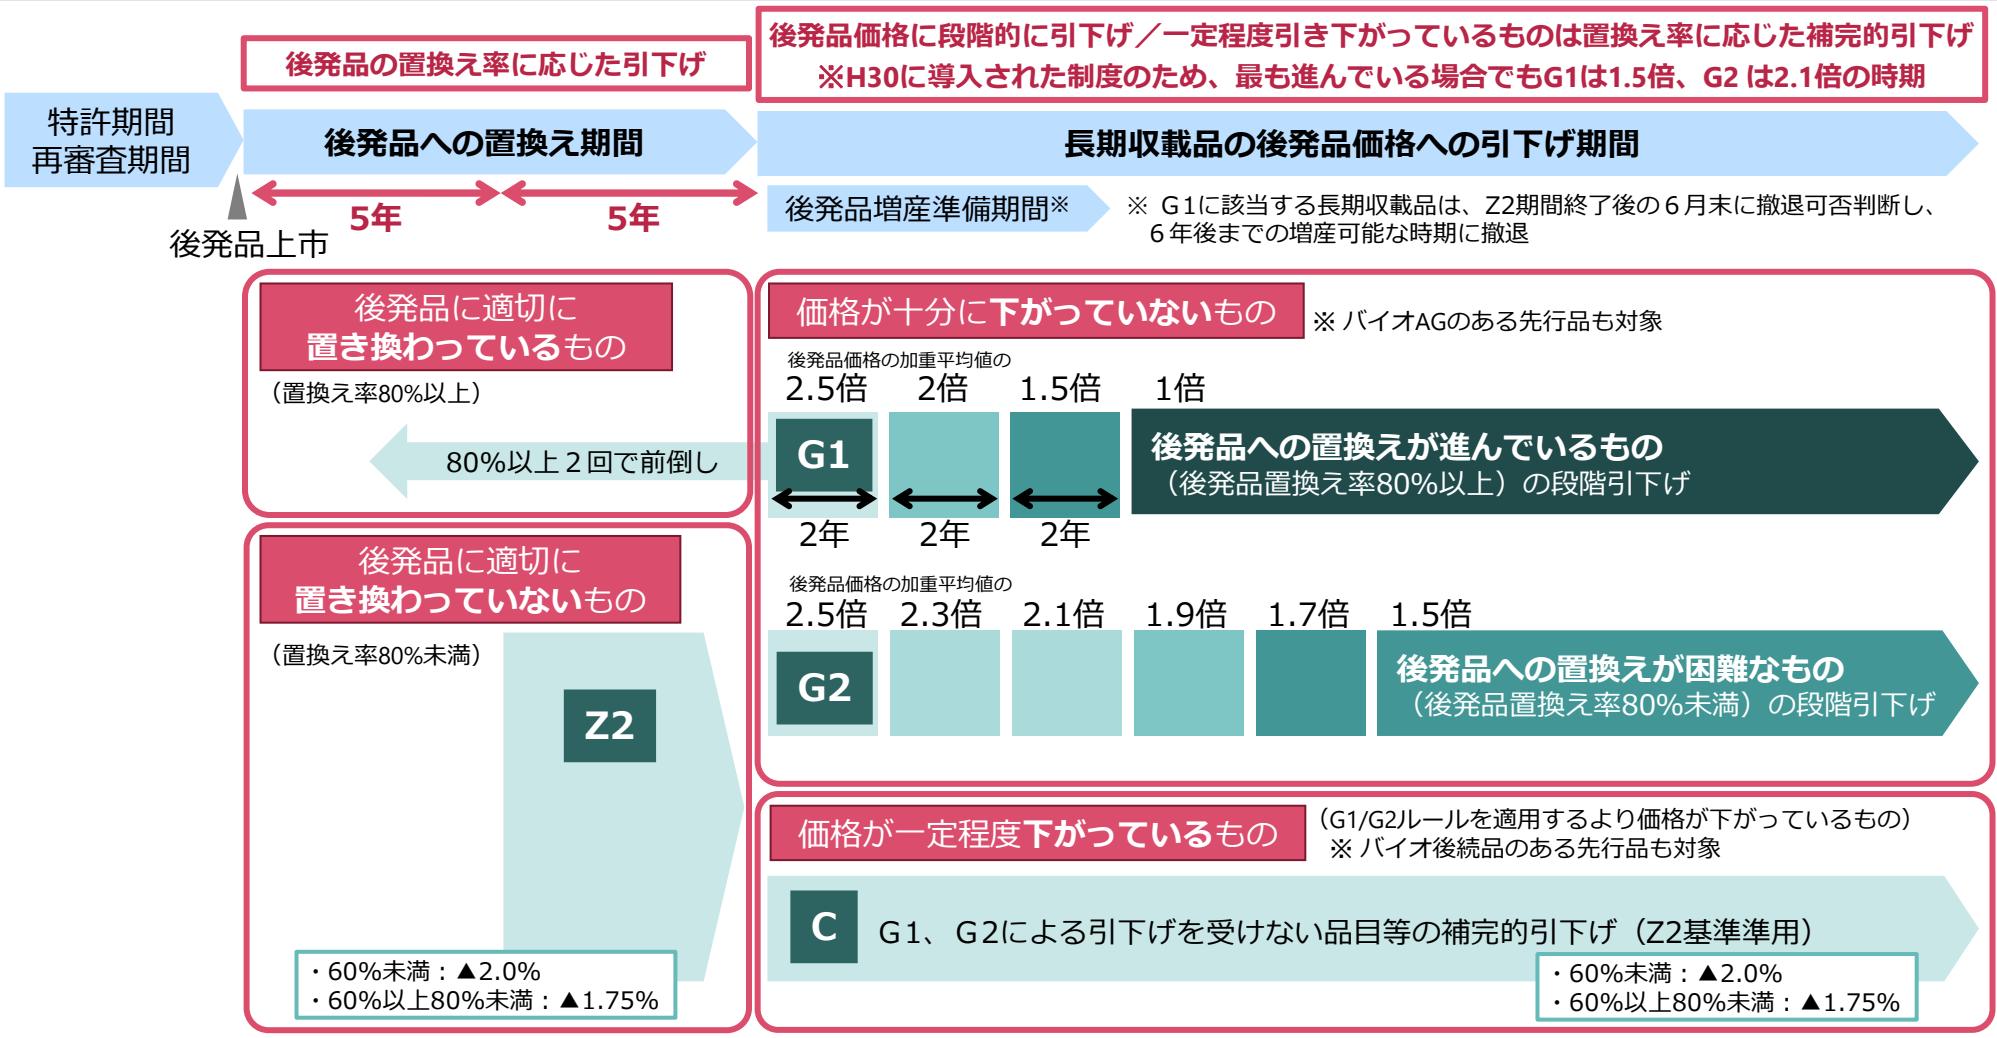 後発品の置換え率に応じた引下げ
後発品価格に段階的に引下げ／一定程度引き下がっているものは置換え率に応じた補完的引下げ
※H30に導入された制度のため、最も進んでいる場合でもG1は1.5倍、G2 は2.1倍の時期
特許期間
再審査期間
後発品への置換え期間
長期収載品の後発品価格への引下げ期間
後発品上市
5年
5年
後発品増産準備期間※
※ G1に該当する長期収載品は、Z2期間終了後の６月末に撤退可否判断し、
６年後までの増産可能な時期に撤退
後発品に適切に
置き換わっているもの
（置換え率80%以上）
80%以上２回で前倒し
後発品に適切に
置き換わっていないもの
（置換え率80%未満）
Z2
・60%未満：▲2.0%
・60%以上80%未満：▲1.75%
価格が十分に下がっていないもの
※ バイオAGのある先行品も対象
後発品価格の加重平均値の
2.5倍
2倍
1.5倍
1倍
G1
後発品への置換えが進んでいるもの
（後発品置換え率80%以上）の段階引下げ
2年
2年
2年
後発品価格の加重平均値の
2.5倍
2.3倍
2.1倍
1.9倍
1.7倍
1.5倍
G2
後発品への置換えが困難なもの
（後発品置換え率80%未満）の段階引下げ
価格が一定程度下がっているもの
（G1/G2ルールを適用するより価格が下がっているもの）
※ バイオ後続品のある先行品も対象
C
Ｇ1、Ｇ2による引下げを受けない品目等の補完的引下げ（Z2基準準用）
・60%未満：▲2.0%
・60%以上80%未満：▲1.75%